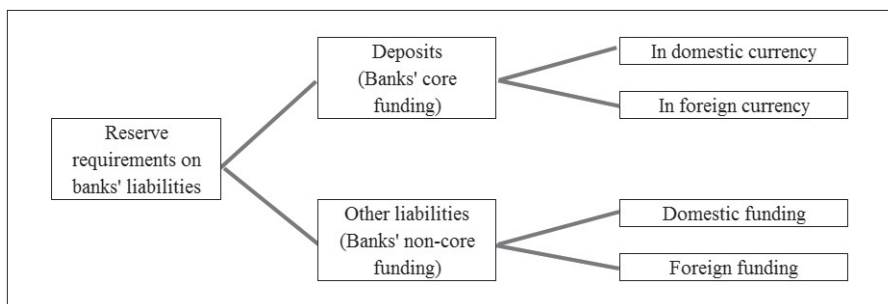 Reserve
requirements on
banks' liabilities
Deposits
(Banks' core
funding)
In domestic currency
In foreign currency
Other liabilities
(Banks' non-core
funding)
Domestic funding
Foreign funding